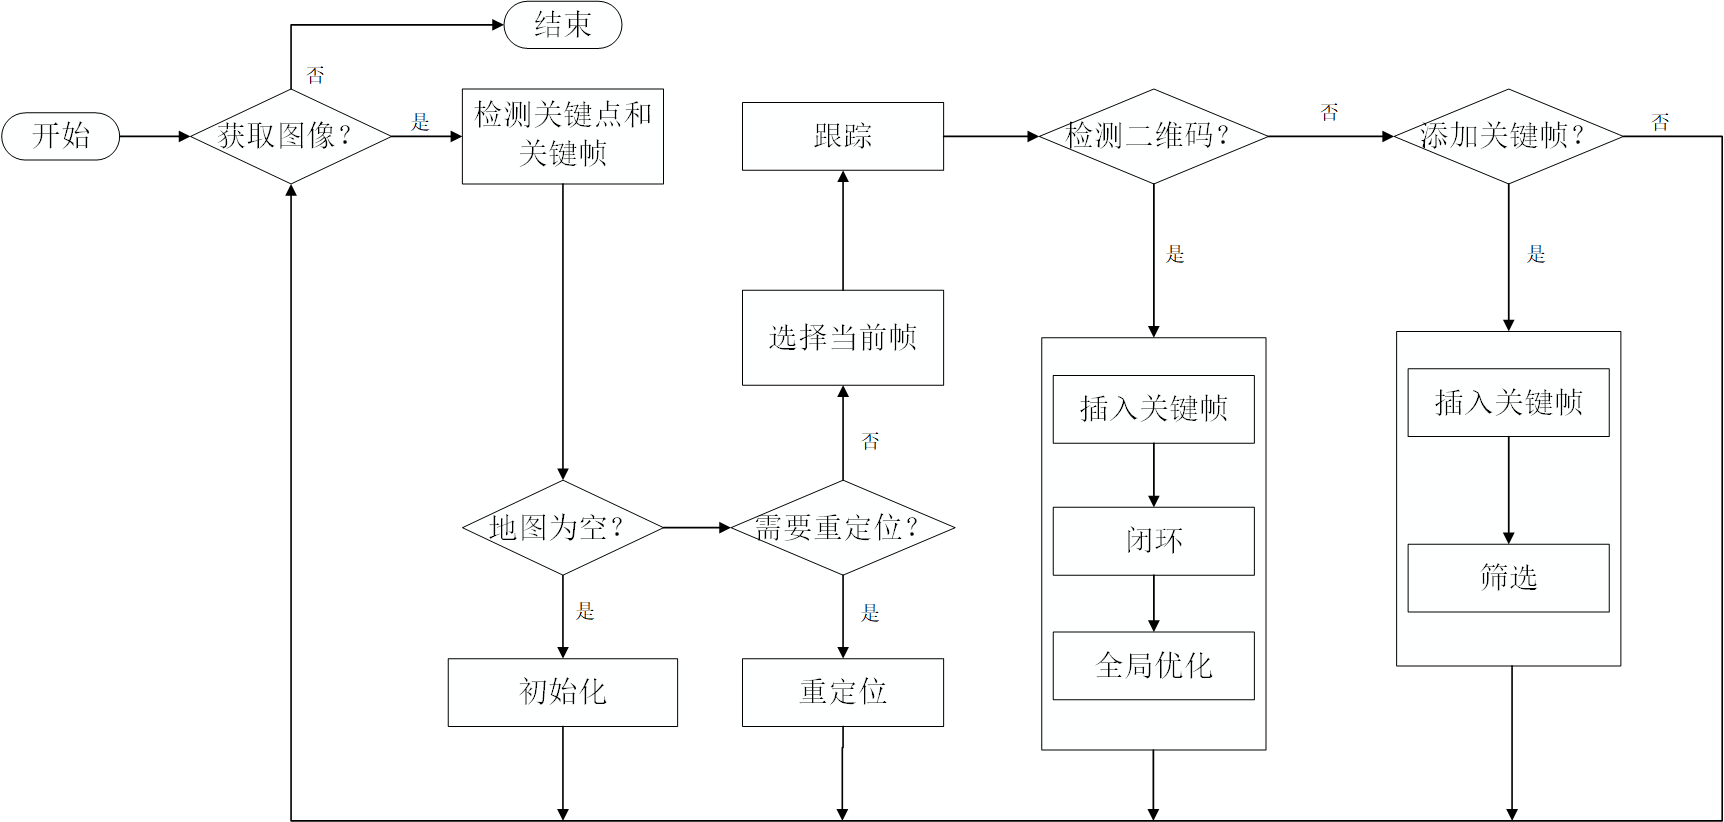 结束
否
开始
获取图像?
是
检测关键点和
关键帧
跟踪
检测二维码?
否
添加关键帧?
否
是
是
选择当前帧
插入关键帧
插入关键帧
否
地图为空?
需要重定位?
闭环
筛选
是
是
全局优化
初始化
重定位